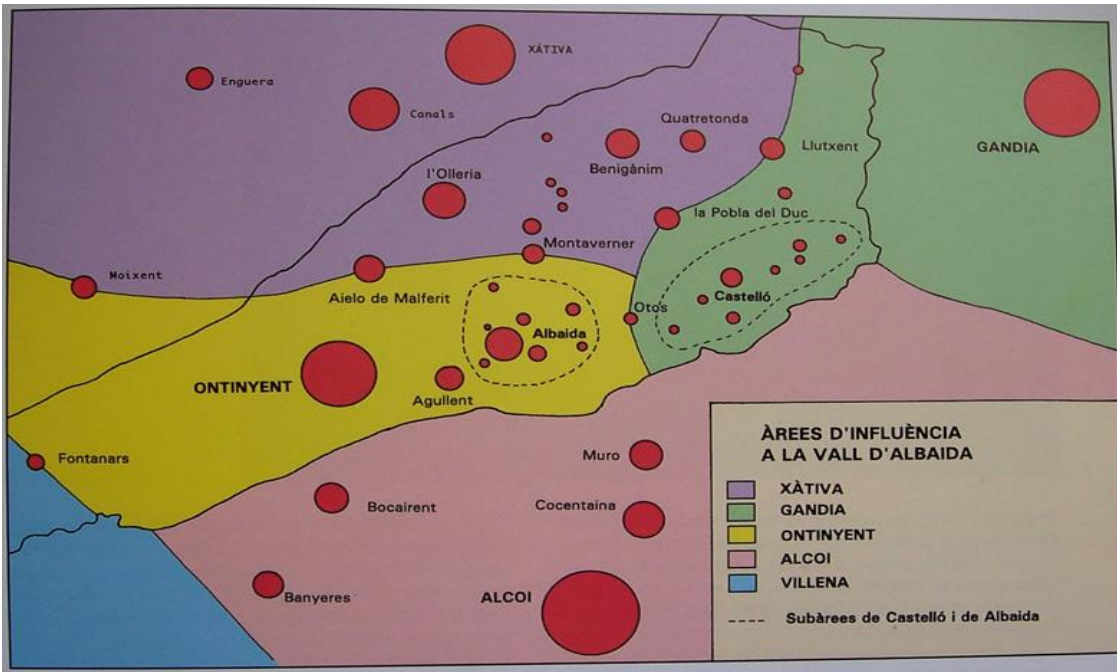 XÁTIVA
Enguera
Canals
Quatretonda
Llutxent
GANDIA
Benigànim
l'Olleria
la Pobla del Duc
Montaverner
Moixent
Aielo de Malferit
Castelló
Otos
Albaida
ONTINYENT
Agullent
Fontanars
Muro
Bocairent
Cocentaina
Banyeres
ALCOI
ÀREES D'INFLUÈNCIA
A LA VALL D'ALBAIDA
XÀTIVA
GANDIA
ONTINYENT
ALCOI
VILLENA
Subàrees de Castelló i de Albaida